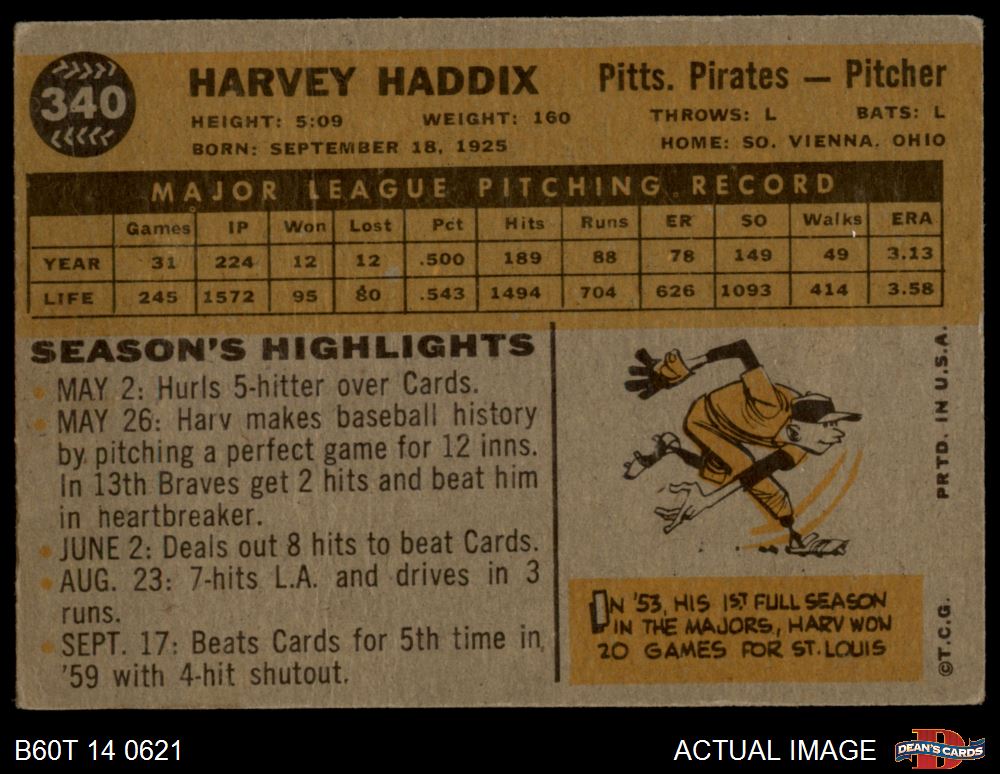 340
HARVEY HADDIX
Pitts. Pirates — Pitcher
HEIGHT: 5:09 WEIGHT: 160 THROWS: L BATS: L
BORN: SEPTEMBER 18, 1925 HOME: SO. VIENNA, OHIO
MAJOR LEAGUE PITCHING RECORD
Games IP Won Lost Pct Hits Runs ER SO Walks ERA
YEAR 31 224 12 12 .500 189 88 78 149 49 3.13
LIFE 245 1572 95 80 .543 1494 704 626 1093 414 3.58
SEASON'S HIGHLIGHTS
• MAY 2: Hurls 5-hitter over Cards.
• MAY 26: Harv makes baseball history
by pitching a perfect game for 12 inns.
In 13th Braves get 2 hits and beat him
in heartbreaker.
• JUNE 2: Deals out 8 hits to beat Cards.
• AUG. 23: 7-hits L.A. and drives in 3
runs.
• SEPT. 17: Beats Cards for 5th time in
'59 with 4-hit shutout.
IN '53, HIS 1ST FULL SEASON
IN THE MAJORS, HARV WON
20 GAMES FOR ST. LOUIS
©T.C.G. PRTD. IN U.S.A.
B60T 14 0621
ACTUAL IMAGE
D
DEAN'S CARDS